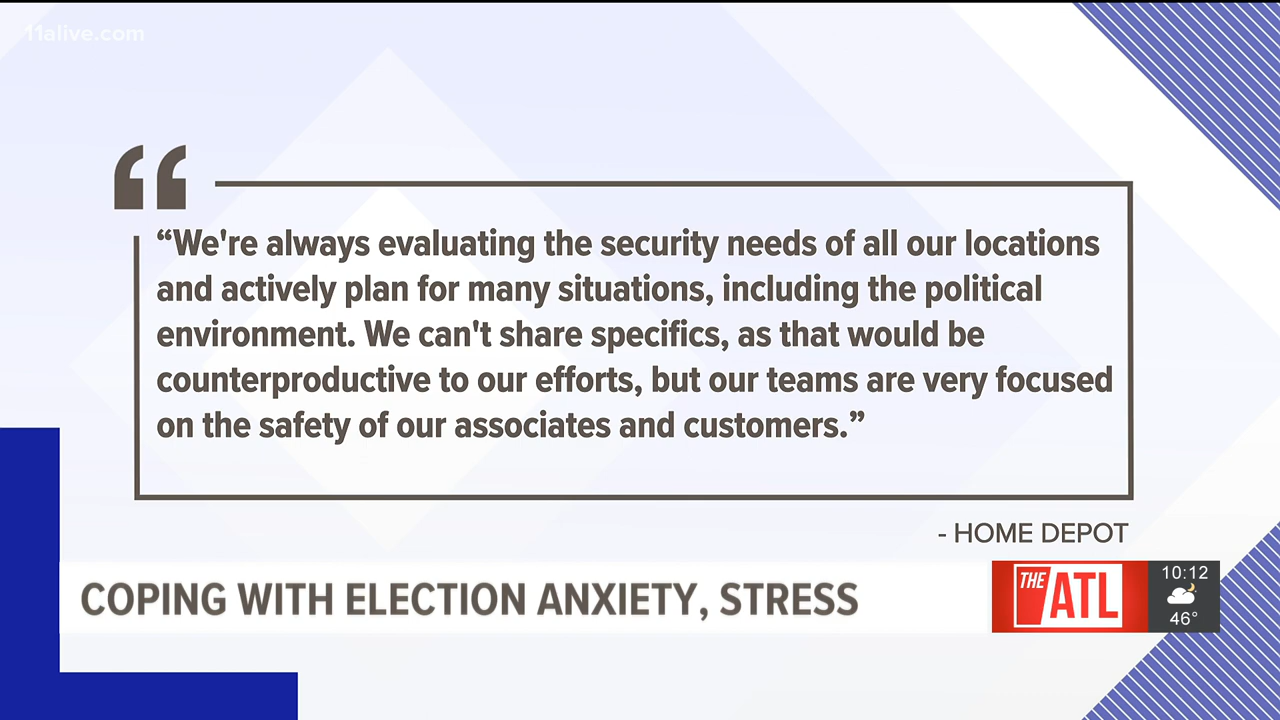 11alive.com
“
“We're always evaluating the security needs of all our locations
and actively plan for many situations, including the political
environment. We can't share specifics, as that would be
counterproductive to our efforts, but our teams are very focused
on the safety of our associates and customers.”
- HOME DEPOT
COPING WITH ELECTION ANXIETY, STRESS
THE ATL
10:12
46°